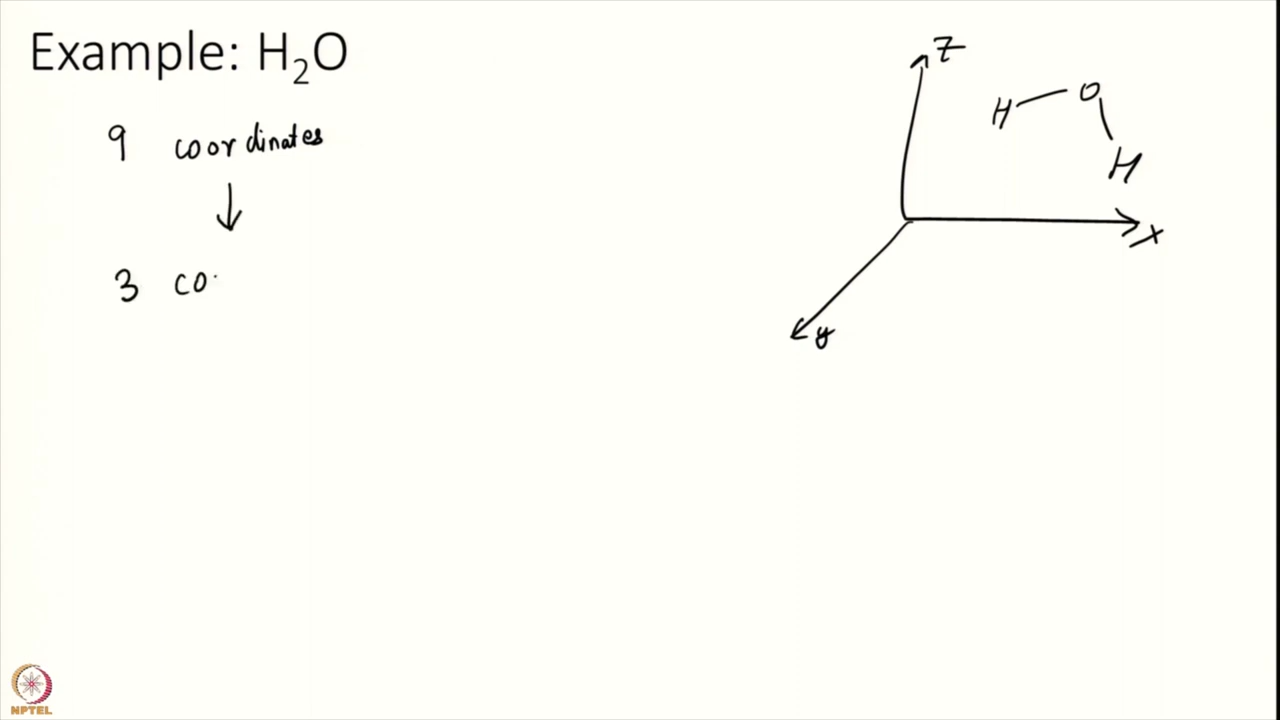 Example: H₂O
9 coordinates
3 co
Z
H O
H
x
y
NPTEL